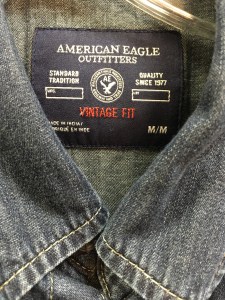 AMERICAN EAGLE
OUTFITTERS
STANDARD
TRADITION
QUALITY
SINCE 1977
AE
VINTAGE FIT
MADE IN INDIA/
M/M